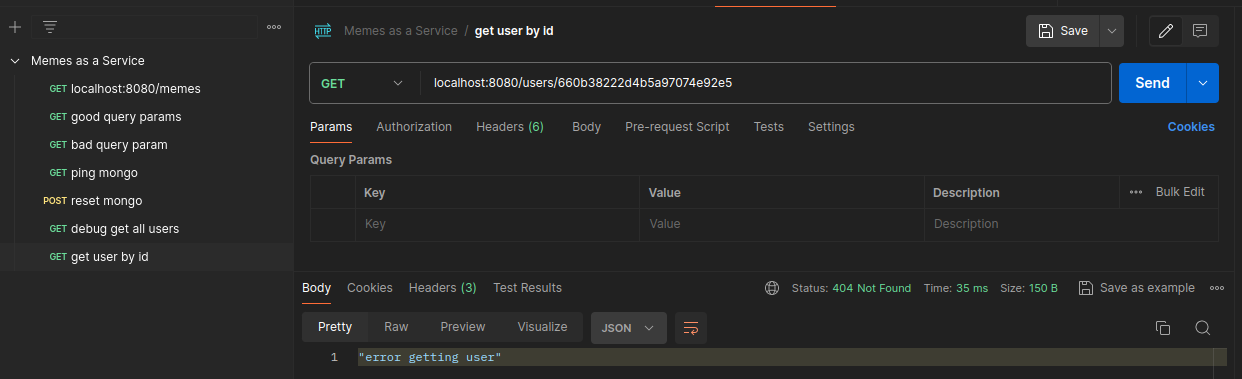 Memes as a Service
GET localhost:8080/memes
GET good query params
GET bad query param
GET ping mongo
POST reset mongo
GET debug get all users
GET get user by id
HTTP Memes as a Service / get user by id
Save
GET localhost:8080/users/660b38222d4b5a97074e92e5 Send
Params Authorization Headers (6) Body Pre-request Script Tests Settings Cookies
Query Params
Key Value Description ••• Bulk Edit
Key Value Description
Body Cookies Headers (3) Test Results Status: 404 Not Found Time: 35 ms Size: 150 B Save as example
Pretty Raw Preview Visualize JSON
1 "error getting user"